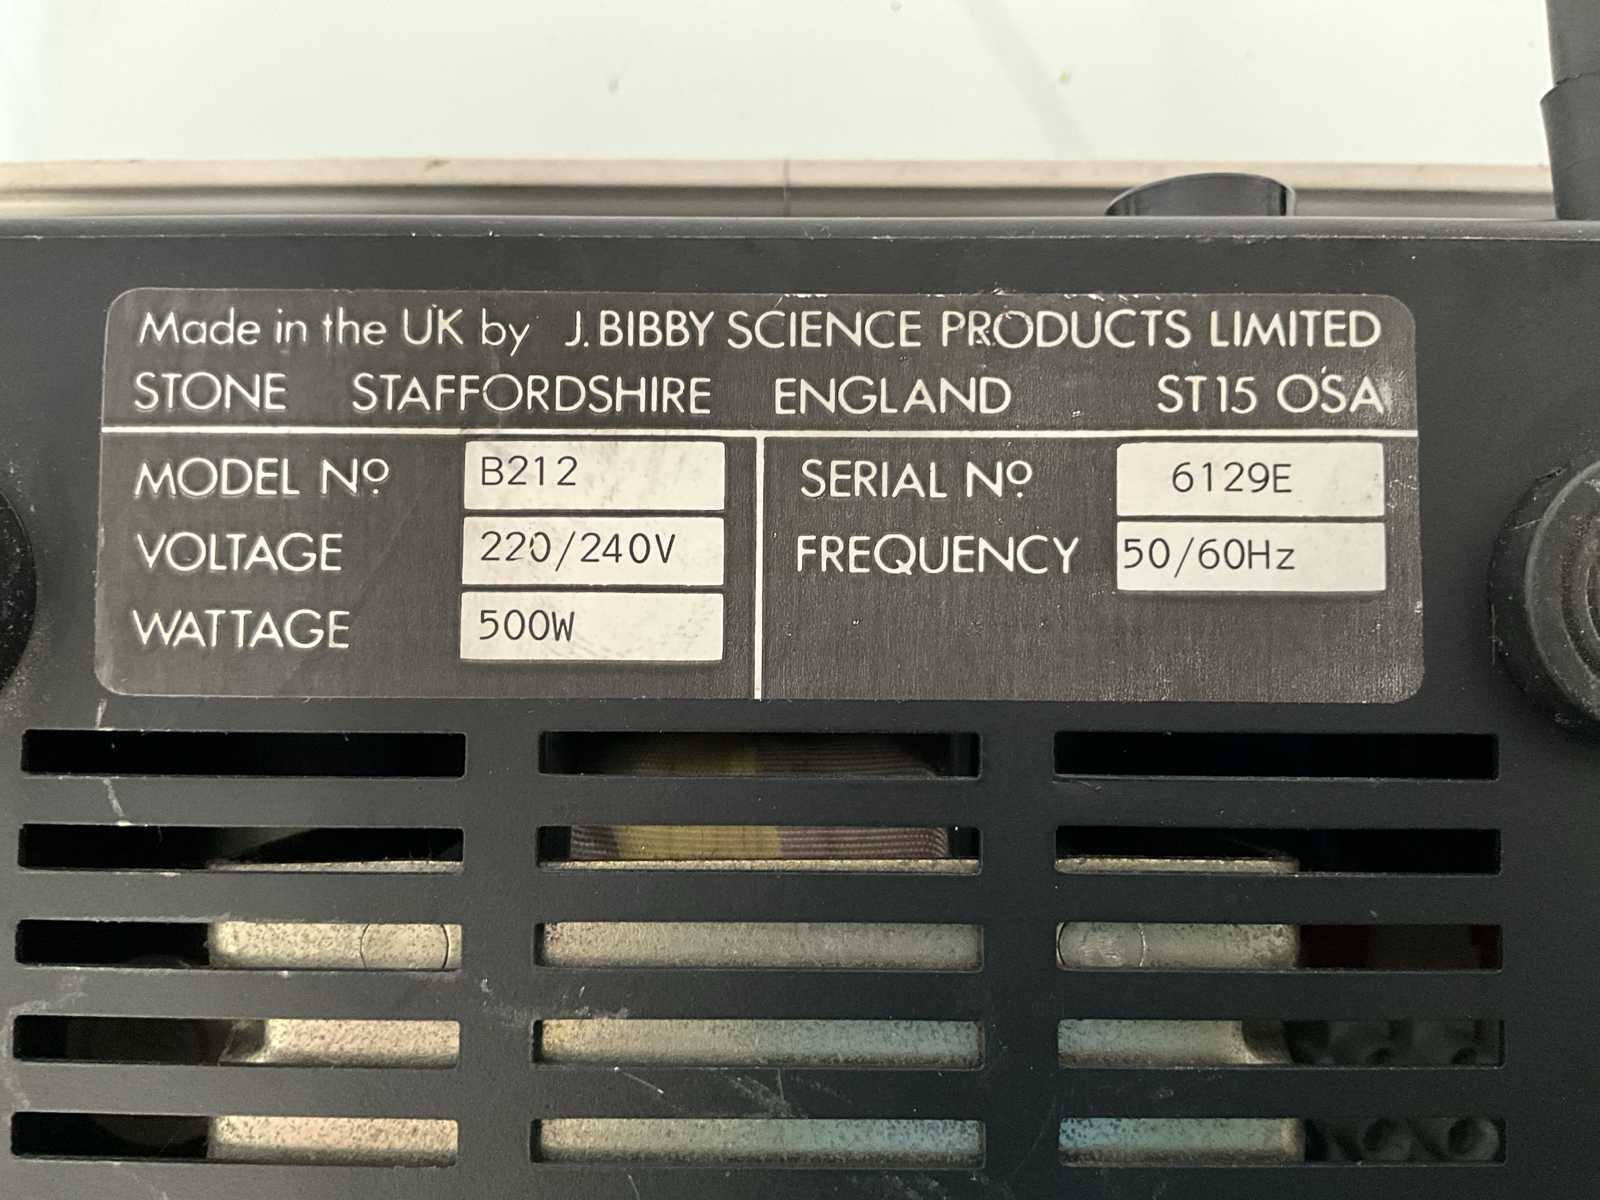 Made in the UK by J. BIBBY SCIENCE PRODUCTS LIMITED
STONE STAFFORDSHIRE ENGLAND ST15 OSA
MODEL Nº B212 SERIAL Nº 6129E
VOLTAGE 220/240V FREQUENCY 50/60Hz
WATTAGE 500W